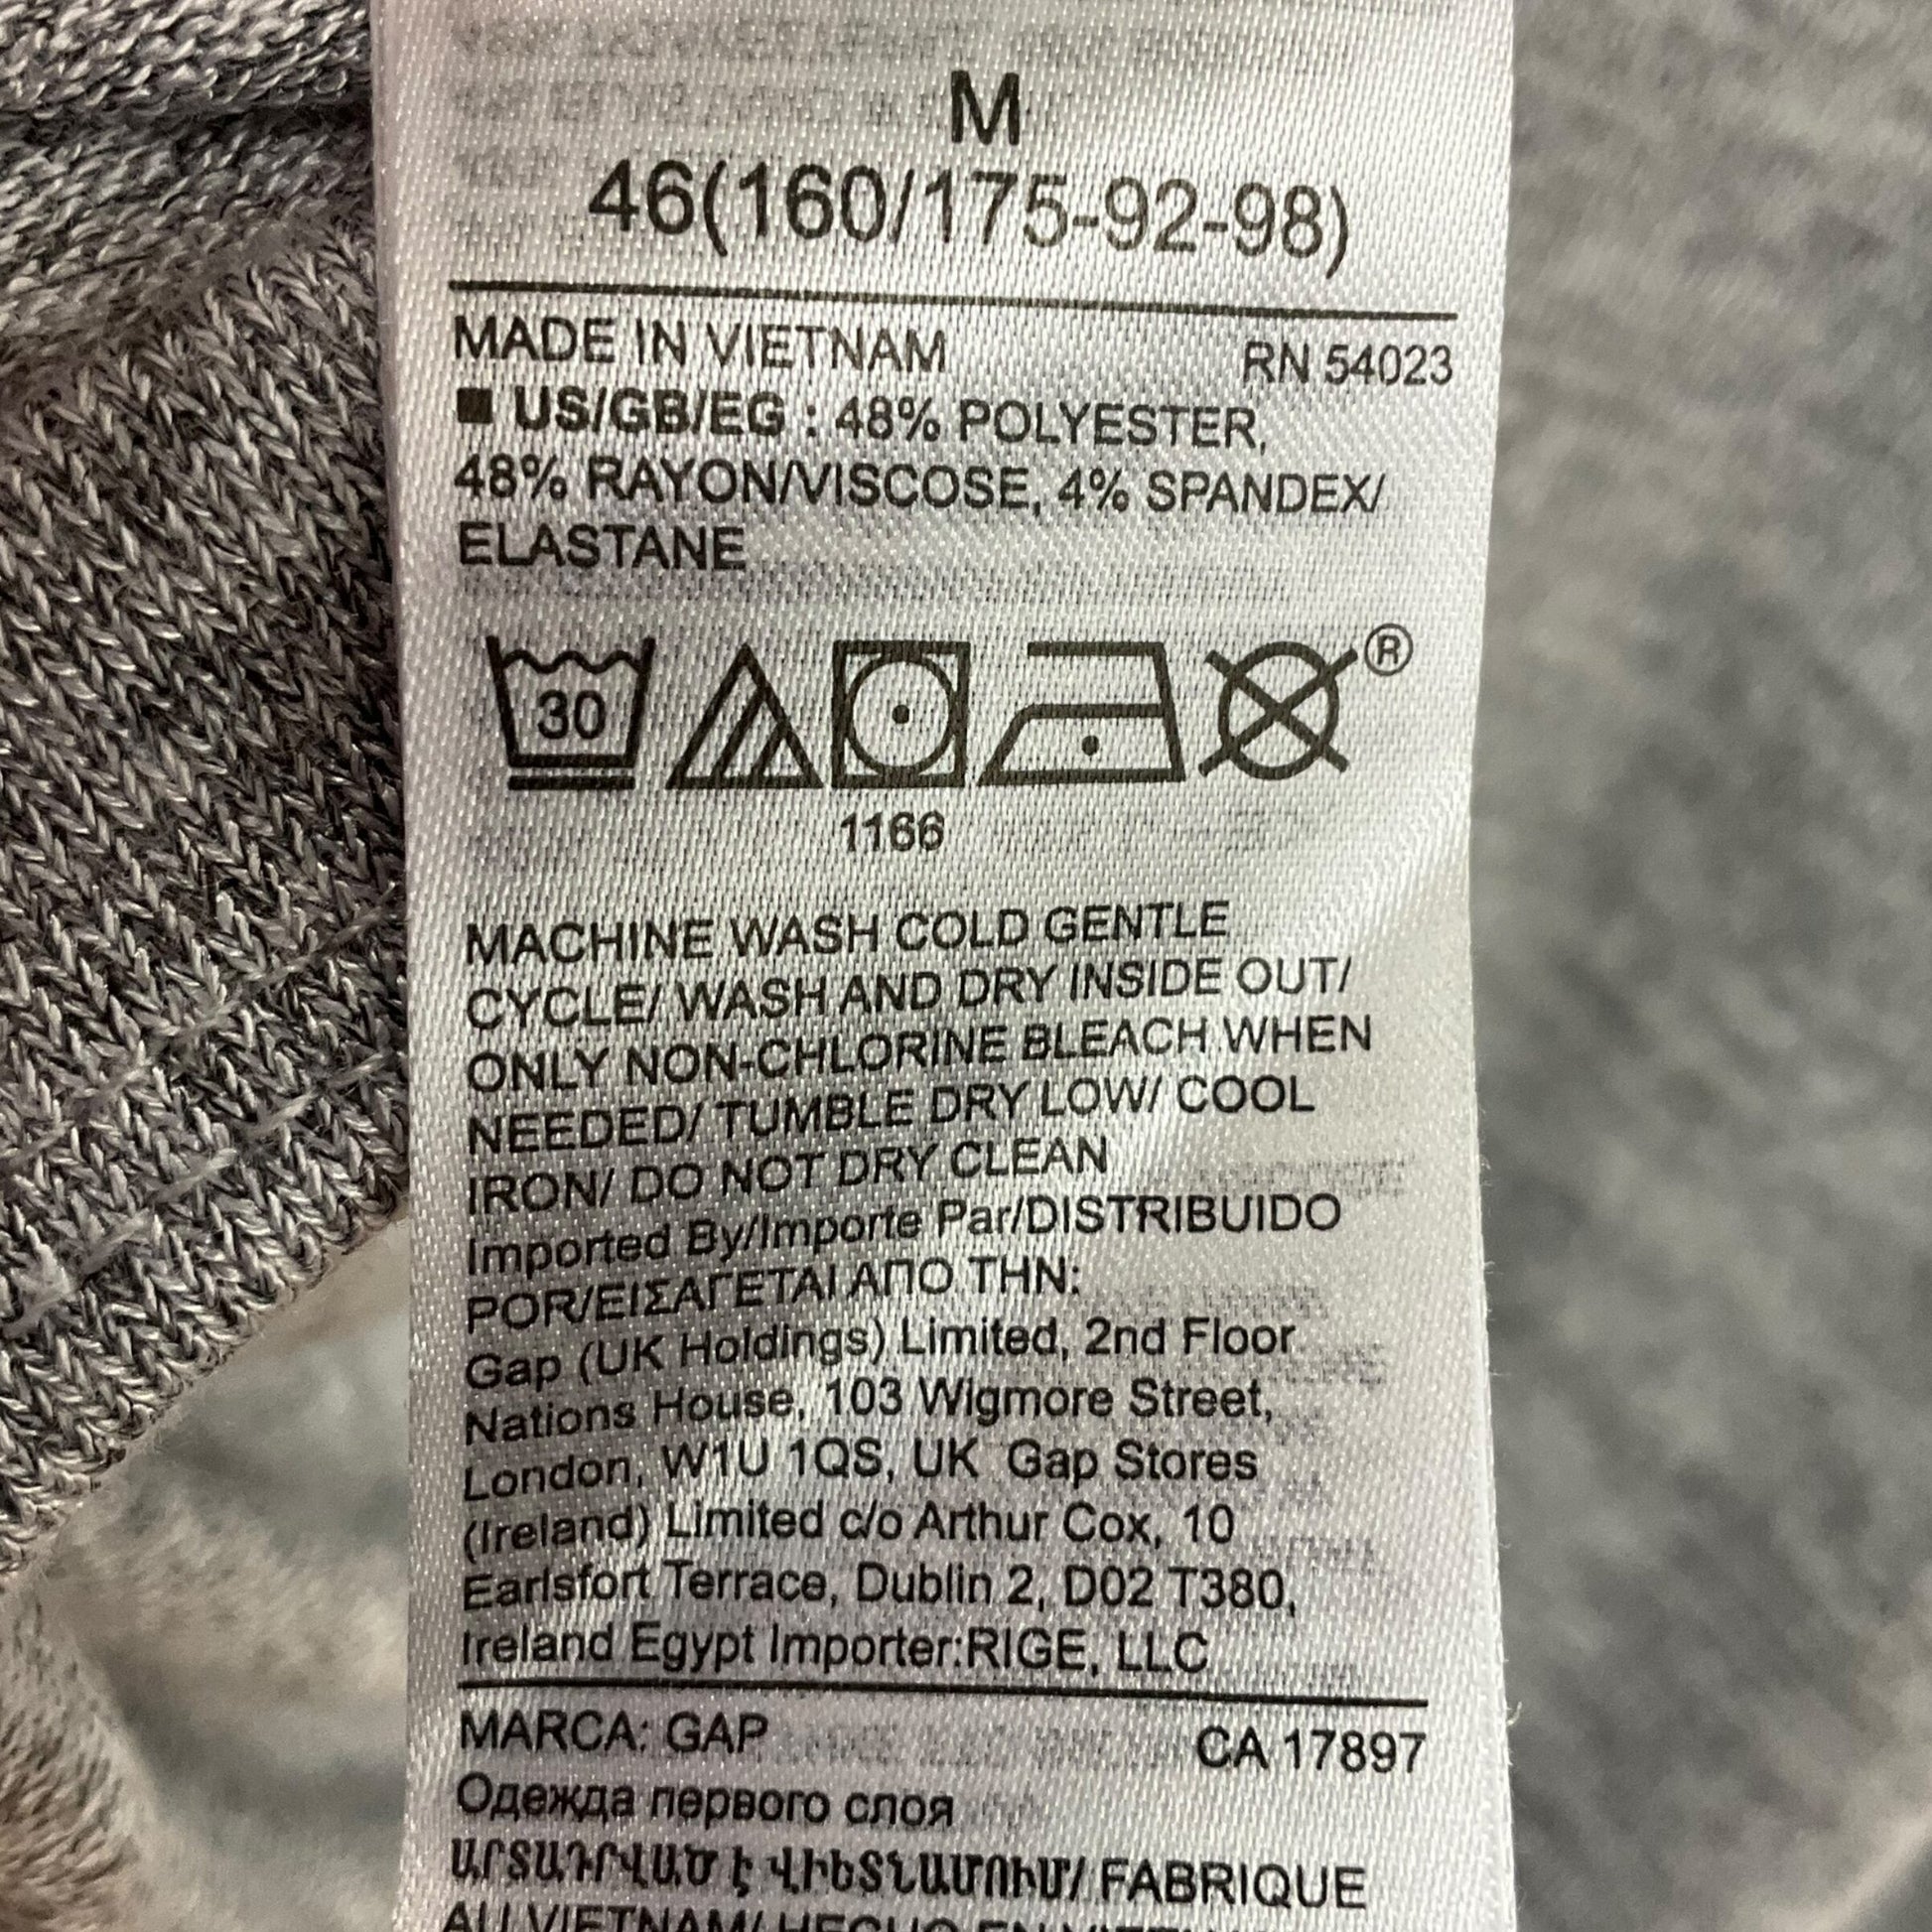 M
46(160/175-92-98)
MADE IN VIETNAM RN 54023
■ US/GB/EG : 48% POLYESTER,
48% RAYON/VISCOSE, 4% SPANDEX/
ELASTANE
30
®
1166
MACHINE WASH COLD GENTLE
CYCLE/ WASH AND DRY INSIDE OUT/
ONLY NON-CHLORINE BLEACH WHEN
NEEDED/ TUMBLE DRY LOW/ COOL
IRON/ DO NOT DRY CLEAN
Imported By/Importe Par/DISTRIBUIDO
POR/ΕΙΣΑΓΕΤΑΙ ΑΠΟ ΤΗΝ:
Gap (UK Holdings) Limited, 2nd Floor
Nations House, 103 Wigmore Street,
London, W1U 1QS, UK Gap Stores
(Ireland) Limited c/o Arthur Cox, 10
Earlsfort Terrace, Dublin 2, D02 T380,
Ireland Egypt Importer:RIGE, LLC
MARCA: GAP CA 17897
Одежда первого слоя
ԱՐՏԱԴՐՎԱԾ է ՎԻԵՏՆԱՄՈՒՄ/ FABRIQUE
AU VIETNAM/ HECHO EN